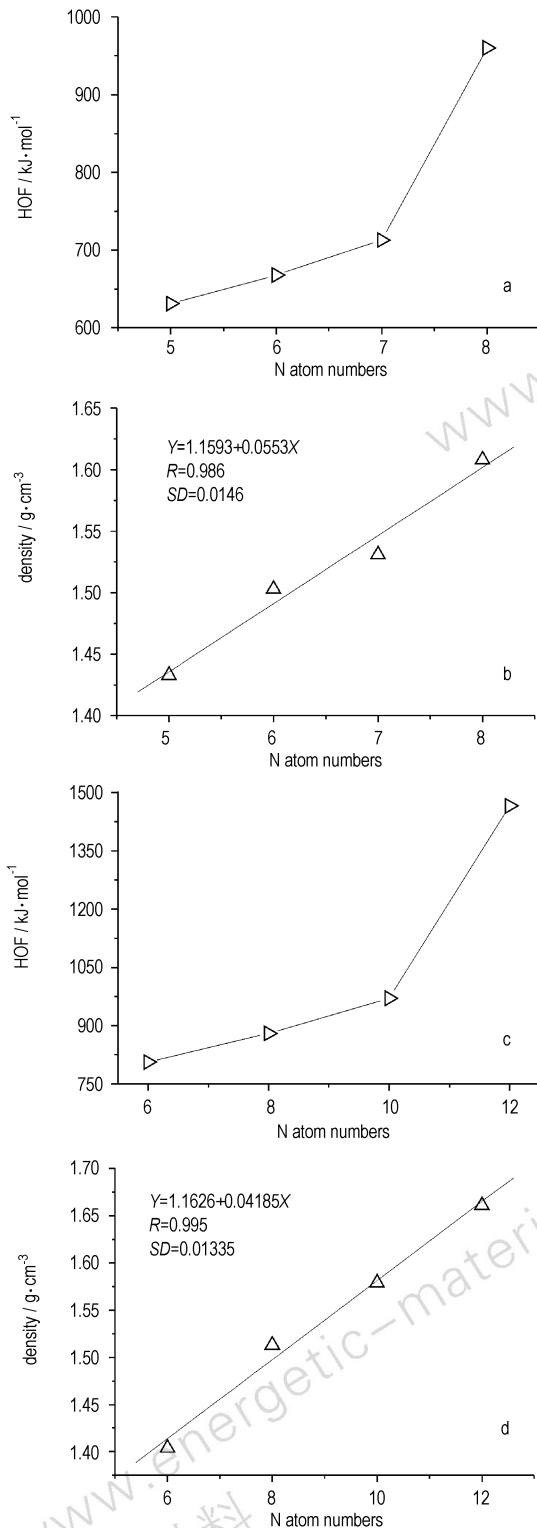 1000
900
800
700
600
HOF / kJ·mol-1
a
5 6 7 8
N atom numbers
www
1.65
1.60
1.55
1.50
1.45
1.40
density / g·cm-3
Y=1.1593+0.0553X
R=0.986
SD=0.0146
b
5 6 7 8
N atom numbers
1500
1350
1200
1050
900
750
HOF / kJ·mol-1
c
6 8 10 12
N atom numbers
1.70
1.65
1.60
1.55
1.50
1.45
1.40
density / g·cm-3
Y=1.1626+0.04185X
R=0.995
SD=0.01335
d
6 8 10 12
N atom numbers
www.energetic-materi
料